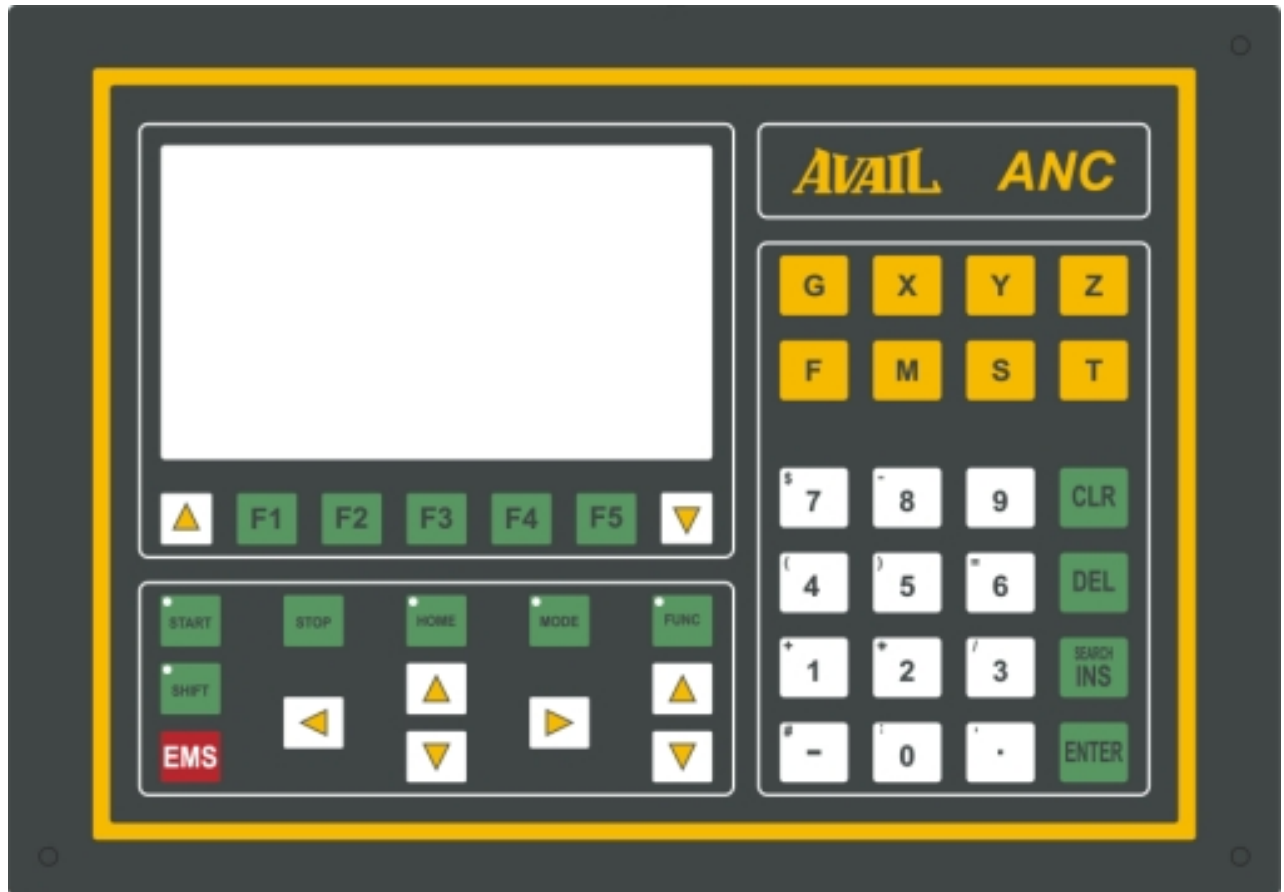 AVAIL ANC
G X Y Z
F M S T
F1 F2 F3 F4 F5
$ 7 - 8 9 CLR
( 4 ) 5 = 6 DEL
START STOP HOME MODE FUNC
SHIFT
EMS
+ 1 2 / 3 SEARCH INS
# - 0 . ENTER